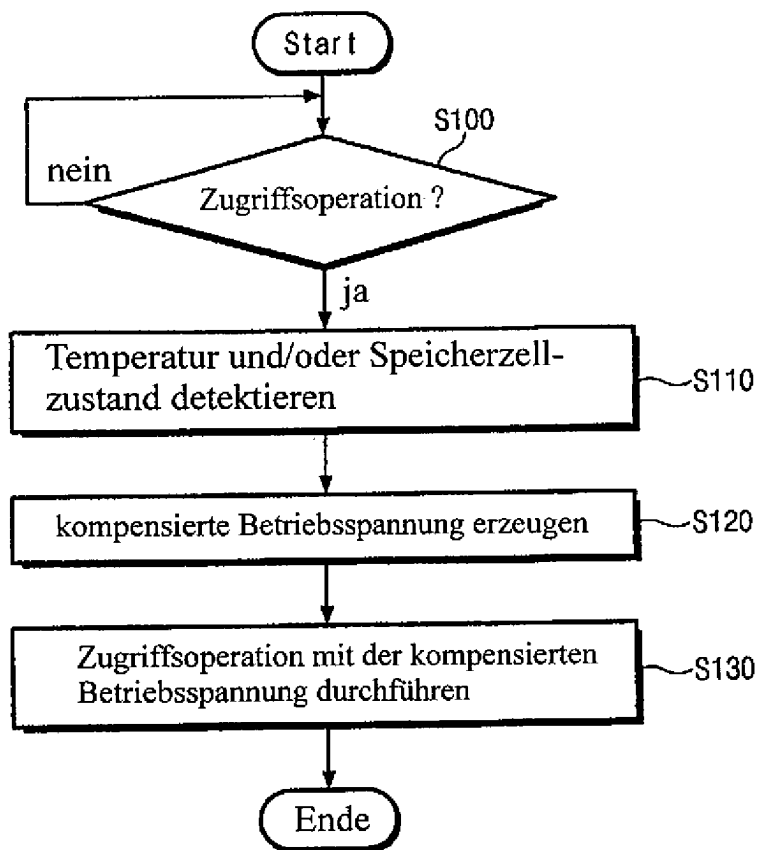 Start
S100
nein
Zugriffsoperation ?
ja
Temperatur und/oder Speicherzell-
zustand detektieren
S110
kompensierte Betriebsspannung erzeugen
S120
Zugriffsoperation mit der kompensierten
Betriebsspannung durchführen
S130
Ende